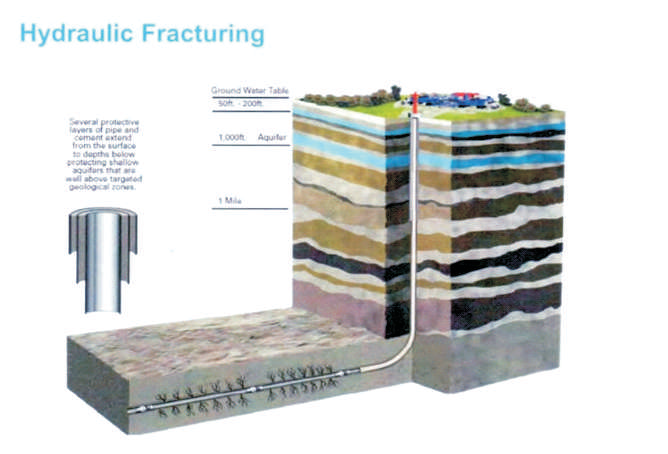 Hydraulic Fracturing
Ground Water Table
50ft. - 200ft.
1,000ft. Aquifer
1 Mile
Several protective
layers of pipe and
cement extend
from the surface
to depths below
protecting shallow
aquifers that are
well above targeted
geological zones.